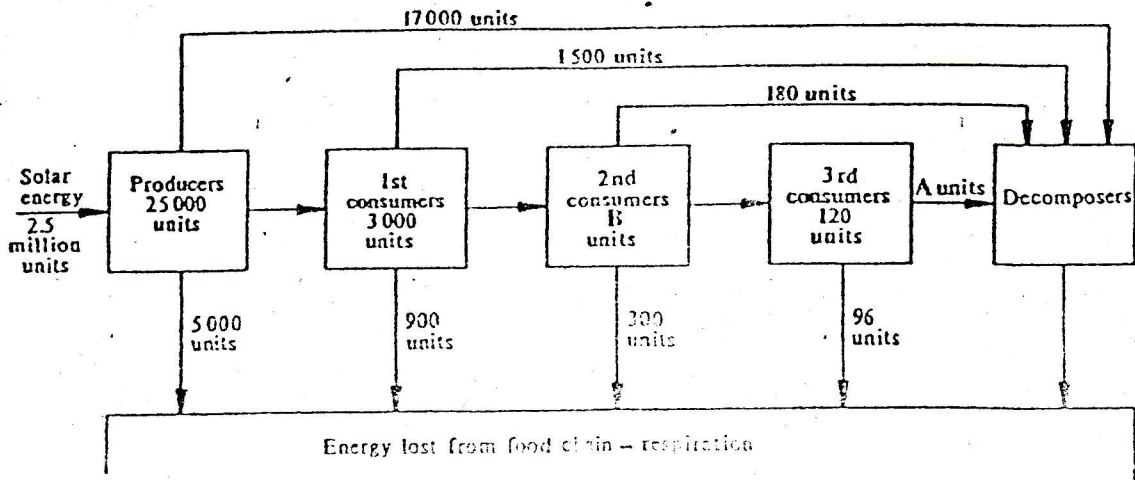 17000 units
1500 units
180 units
Solar
energy
2.5
million
units
Producers
25000
units
1st
consumers
3000
units
2nd
consumers
B
units
3rd
consumers
120
units
A units
Decomposers
5000
units
900
units
300
units
96
units
Energy lost from food chain – respiration